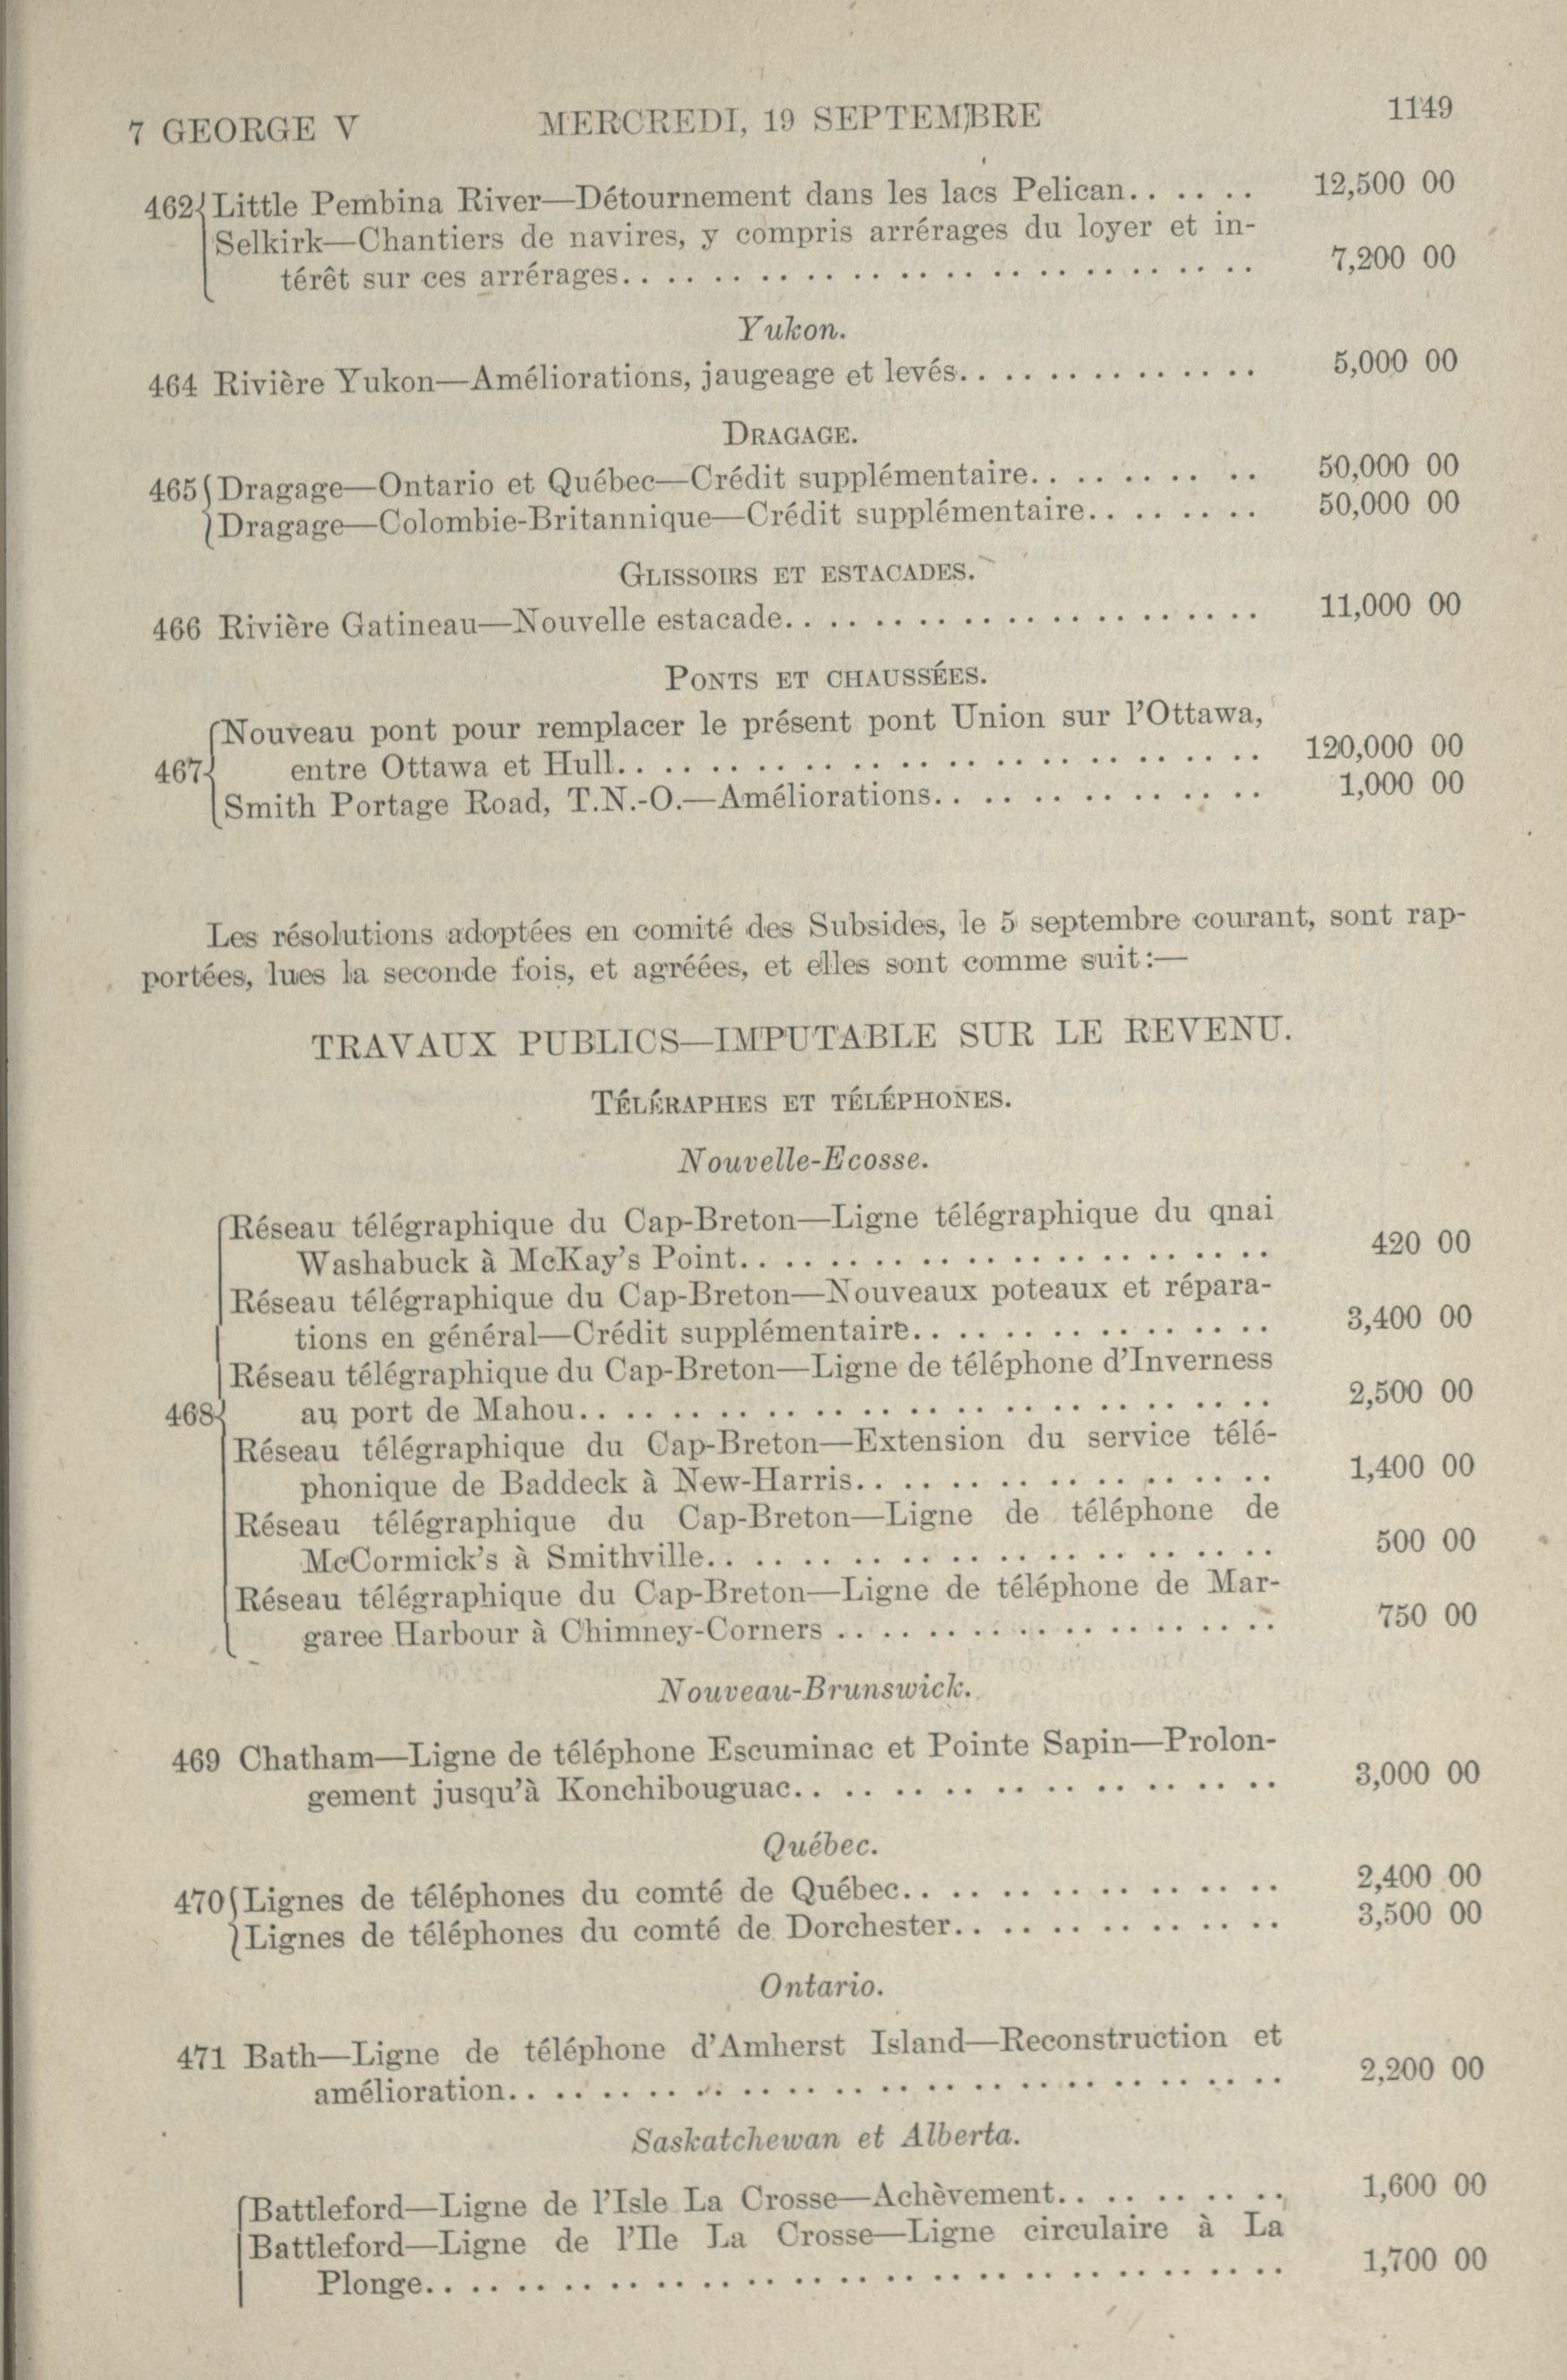 7 GEORGE V MERCREDI, 19 SEPTEMBRE 1149
462{Little Pembina River—Détournement dans les lacs Pelican. . . . . . 12,500 00
Selkirk—Chantiers de navires, y compris arrérages du loyer et in-
térêt sur ces arrérages. . . . . . . . . . . . . . . . . . . . . . . . . . . . 7,200 00
Yukon.
464 Rivière Yukon—Améliorations, jaugeage et levés. . . . . . . . . . . . . . 5,000 00
DRAGAGE.
465{Dragage—Ontario et Québec—Crédit supplémentaire. . . . . . . . . . 50,000 00
Dragage—Colombie-Britannique—Crédit supplémentaire. . . . . . . . 50,000 00
GLISSOIRS ET ESTACADES.
466 Rivière Gatineau—Nouvelle estacade. . . . . . . . . . . . . . . . . . . . . . 11,000 00
PONTS ET CHAUSSÉES.
Nouveau pont pour remplacer le présent pont Union sur l'Ottawa,
467{ entre Ottawa et Hull. . . . . . . . . . . . . . . . . . . . . . . . . . . . 120,000 00
Smith Portage Road, T.N.-O.—Améliorations. . . . . . . . . . . . . . 1,000 00
Les résolutions adoptées en comité des Subsides, le 5 septembre courant, sont rap-
portées, lues la seconde fois, et agréées, et elles sont comme suit:—
TRAVAUX PUBLICS—IMPUTABLE SUR LE REVENU.
TÉLÉRAPHES ET TÉLÉPHONES.
Nouvelle-Ecosse.
Réseau télégraphique du Cap-Breton—Ligne télégraphique du qnai
Washabuck à McKay's Point. . . . . . . . . . . . . . . . . . . . . . . . 420 00
Réseau télégraphique du Cap-Breton—Nouveaux poteaux et répara-
tions en général—Crédit supplémentaire. . . . . . . . . . . . . . . . 3,400 00
Réseau télégraphique du Cap-Breton—Ligne de téléphone d'Inverness
468{ au port de Mahou. . . . . . . . . . . . . . . . . . . . . . . . . . . . . . 2,500 00
Réseau télégraphique du Cap-Breton—Extension du service télé-
phonique de Baddeck à New-Harris. . . . . . . . . . . . . . . . . . 1,400 00
Réseau télégraphique du Cap-Breton—Ligne de téléphone de
McCormick's à Smithville. . . . . . . . . . . . . . . . . . . . . . . . 500 00
Réseau télégraphique du Cap-Breton—Ligne de téléphone de Mar-
garee Harbour à Chimney-Corners . . . . . . . . . . . . . . . . . . . . 750 00
Nouveau-Brunswick.
469 Chatham—Ligne de téléphone Escuminac et Pointe Sapin—Prolon-
gement jusqu'à Konchibouguac. . . . . . . . . . . . . . . . . . . . 3,000 00
Québec.
470{Lignes de téléphones du comté de Québec. . . . . . . . . . . . . . . . 2,400 00
Lignes de téléphones du comté de Dorchester. . . . . . . . . . . . . . 3,500 00
Ontario.
471 Bath—Ligne de téléphone d'Amherst Island—Reconstruction et
amélioration. . . . . . . . . . . . . . . . . . . . . . . . . . . . . . . . . . 2,200 00
Saskatchewan et Alberta.
Battleford—Ligne de l'Isle La Crosse—Achèvement. . . . . . . . . . 1,600 00
Battleford—Ligne de l'Ile La Crosse—Ligne circulaire à La
Plonge. . . . . . . . . . . . . . . . . . . . . . . . . . . . . . . . . . . . . . 1,700 00